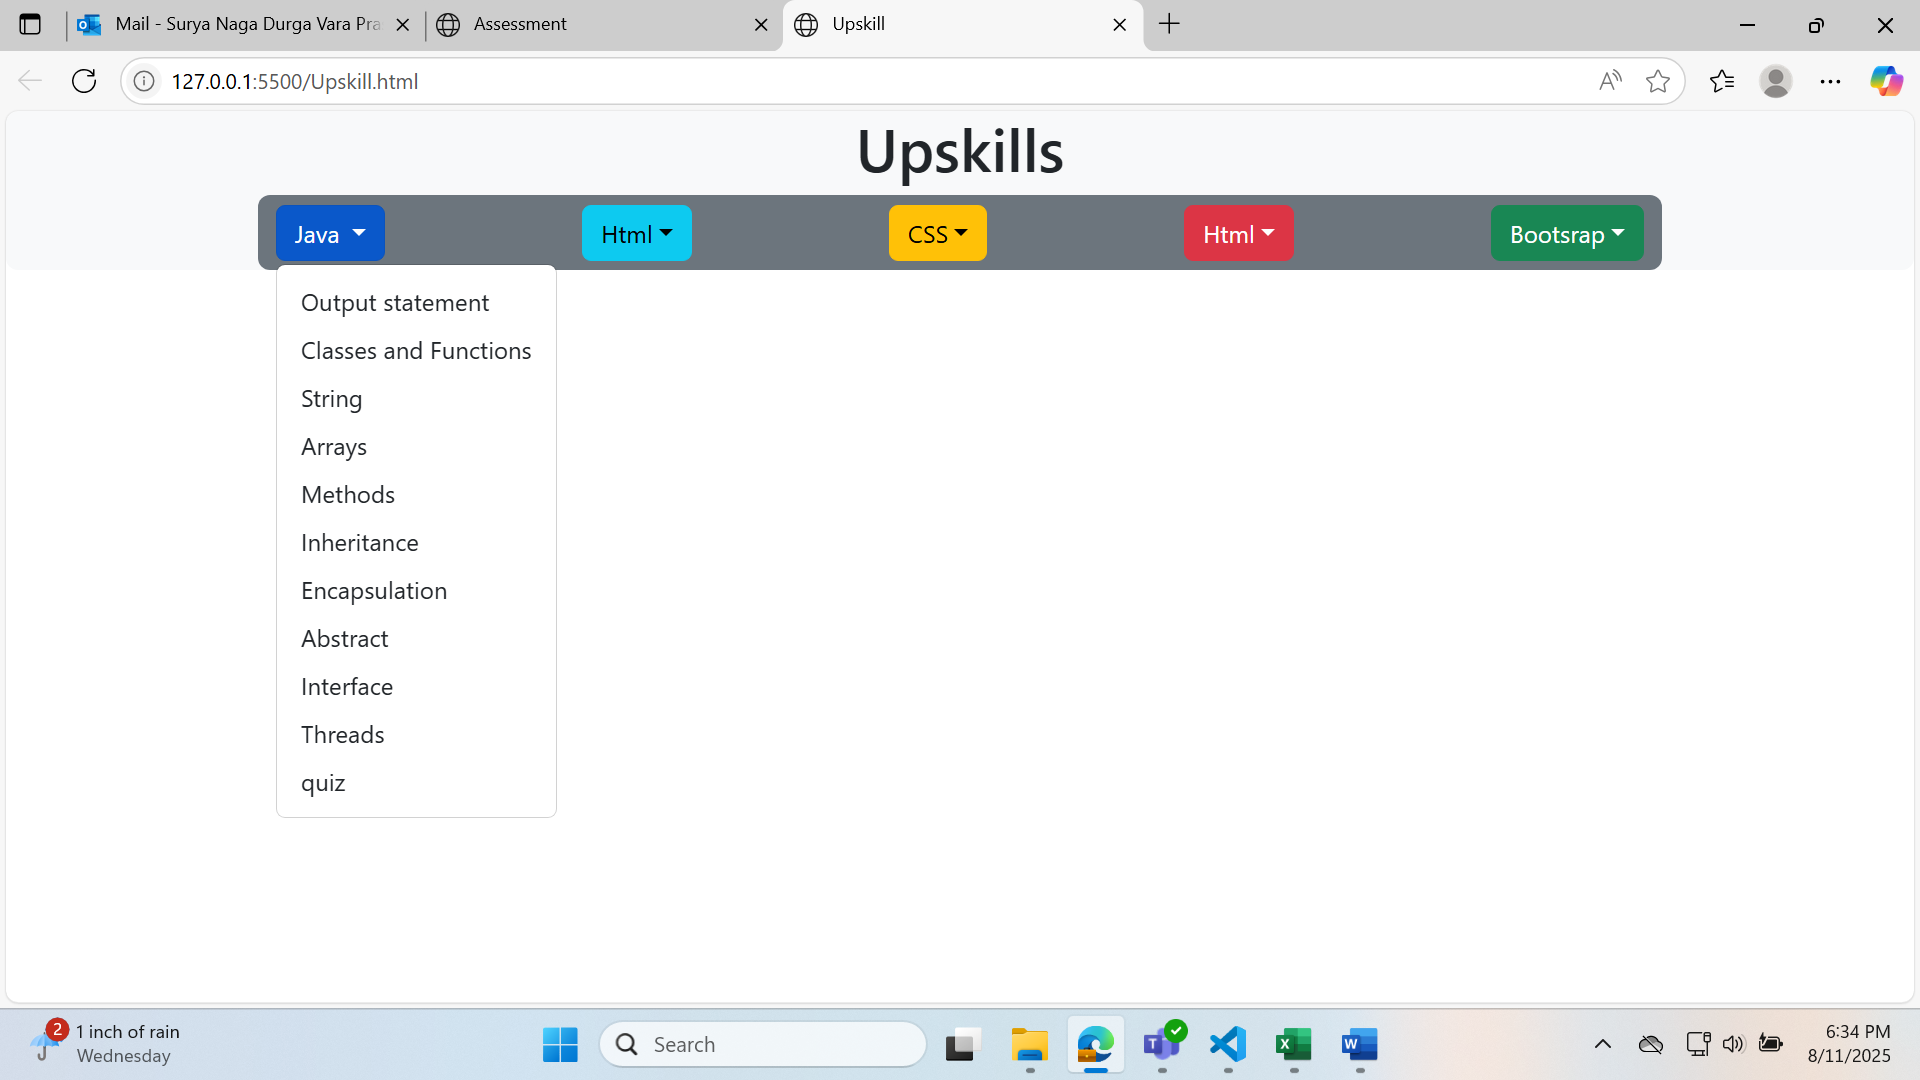 Mail - Surya Naga Durga Vara Pra
Assessment
Upskill
127.0.0.1:5500/Upskill.html
Upskills
Java
Html
CSS
Html
Bootsrap
Output statement
Classes and Functions
String
Arrays
Methods
Inheritance
Encapsulation
Abstract
Interface
Threads
quiz
2
1 inch of rain
Wednesday
Search
6:34 PM
8/11/2025